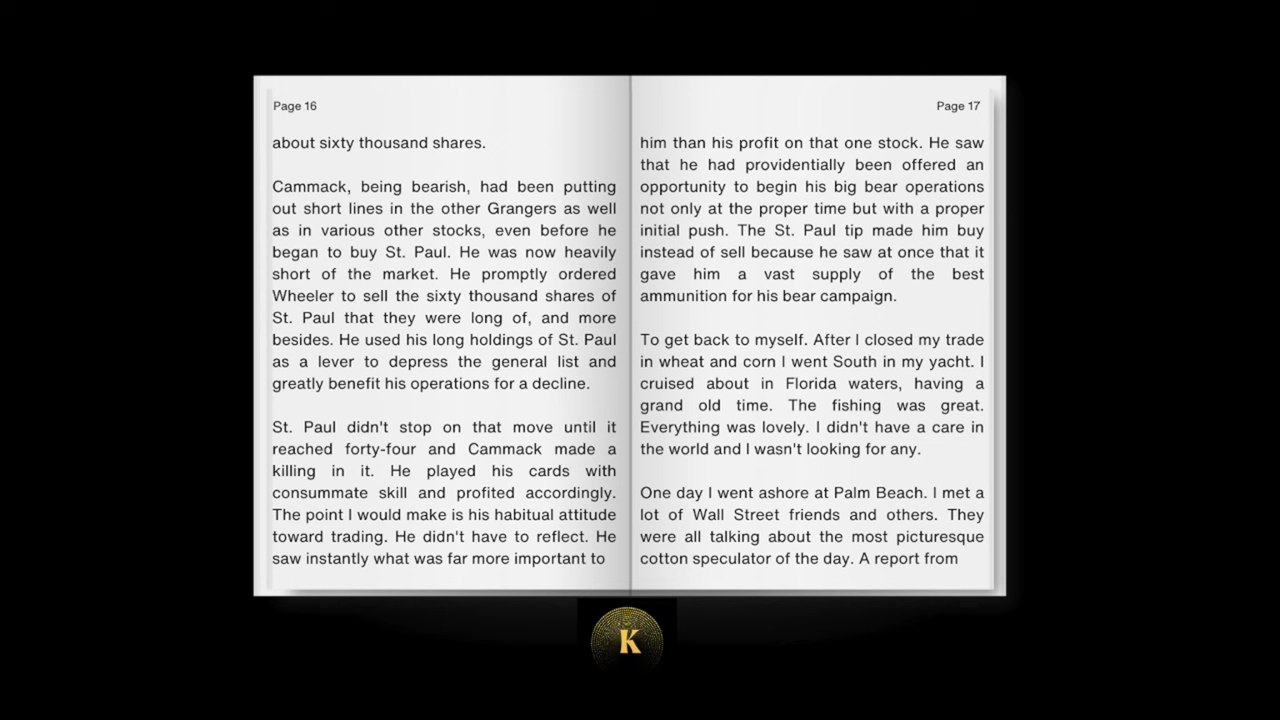 Page 16
about sixty thousand shares.
Cammack, being bearish, had been putting
out short lines in the other Grangers as well
as in various other stocks, even before he
began to buy St. Paul. He was now heavily
short of the market. He promptly ordered
Wheeler to sell the sixty thousand shares of
St. Paul that they were long of, and more
besides. He used his long holdings of St. Paul
as a lever to depress the general list and
greatly benefit his operations for a decline.
St. Paul didn't stop on that move until it
reached forty-four and Cammack made a
killing in it. He played his cards with
consummate skill and profited accordingly.
The point I would make is his habitual attitude
toward trading. He didn't have to reflect. He
saw instantly what was far more important to
Page 17
him than his profit on that one stock. He saw
that he had providentially been offered an
opportunity to begin his big bear operations
not only at the proper time but with a proper
initial push. The St. Paul tip made him buy
instead of sell because he saw at once that it
gave him a vast supply of the best
ammunition for his bear campaign.
To get back to myself. After I closed my trade
in wheat and corn I went South in my yacht. I
cruised about in Florida waters, having a
grand old time. The fishing was great.
Everything was lovely. I didn't have a care in
the world and I wasn't looking for any.
One day I went ashore at Palm Beach. I met a
lot of Wall Street friends and others. They
were all talking about the most picturesque
cotton speculator of the day. A report from
K